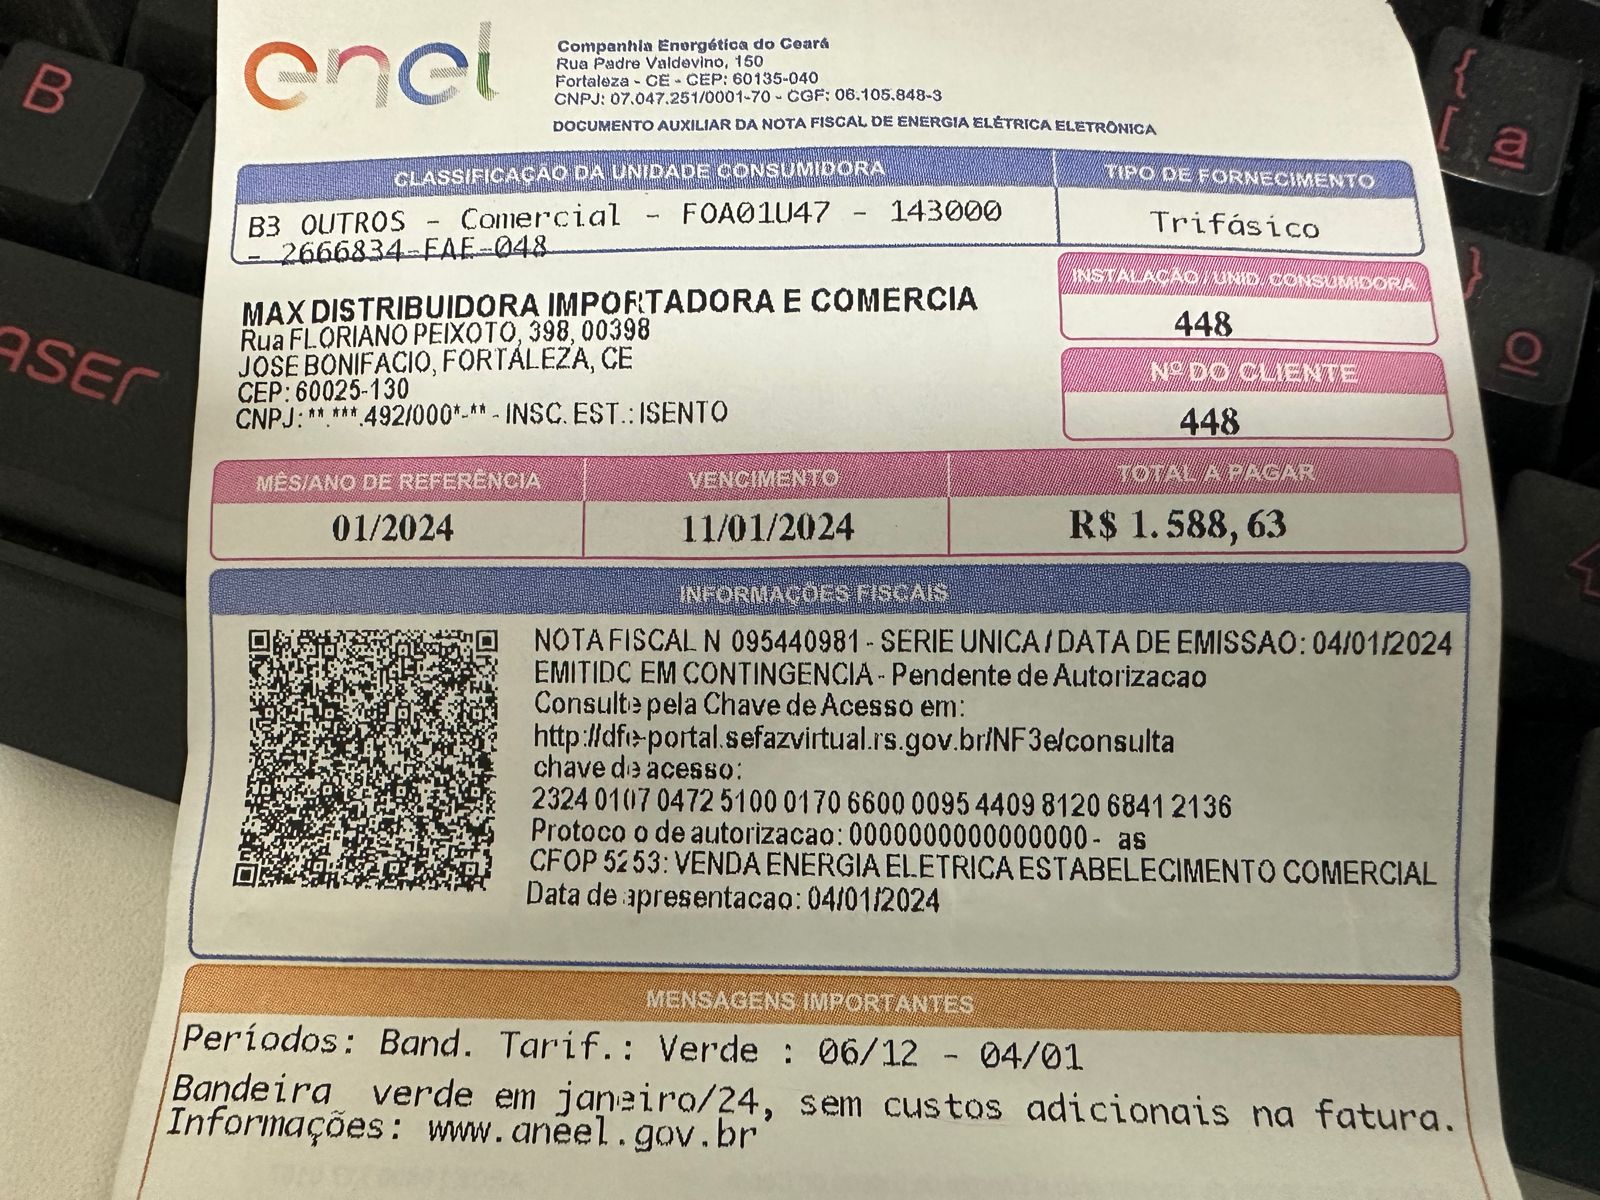 enel
Companhia Energética do Ceará
Rua Padre Valdevino, 150
Fortaleza - CE - CEP: 60135-040
CNPJ: 07.047.251/0001-70 - CGF: 06.105.848-3
DOCUMENTO AUXILIAR DA NOTA FISCAL DE ENERGIA ELÉTRICA ELETRÔNICA
CLASSIFICAÇÃO DA UNIDADE CONSUMIDORA
TIPO DE FORNECIMENTO
B3 OUTROS - Comercial - FOA01U47 - 143000
- 2666834-FAE-048
Trifásico
INSTALAÇÃO / UNID. CONSUMIDORA
448
Nº DO CLIENTE
448
MAX DISTRIBUIDORA IMPORTADORA E COMERCIA
Rua FLORIANO PEIXOTO, 398, 00398
JOSE BONIFACIO, FORTALEZA, CE
CEP: 60025-130
CNPJ: **.***.492/000*-** - INSC. EST.: ISENTO
MÊS/ANO DE REFERÊNCIA
VENCIMENTO
TOTAL A PAGAR
01/2024
11/01/2024
R$ 1.588,63
INFORMAÇÕES FISCAIS
NOTA FISCAL N 095440981 - SERIE UNICA / DATA DE EMISSAO: 04/01/2024
EMITIDO EM CONTINGENCIA - Pendente de Autorizacao
Consulte pela Chave de Acesso em:
http://dfe-portal.sefazvirtual.rs.gov.br/NF3e/consulta
chave de acesso:
2324 0107 0472 5100 0170 6600 0095 4409 8120 6841 2136
Protocolo de autorizacao: 0000000000000000 - as
CFOP 5253: VENDA ENERGIA ELETRICA ESTABELECIMENTO COMERCIAL
Data de apresentacao: 04/01/2024
MENSAGENS IMPORTANTES
Períodos: Band. Tarif.: Verde : 06/12 - 04/01
Bandeira verde em janeiro/24, sem custos adicionais na fatura.
Informações: www.aneel.gov.br
B
{
[ a
}
º